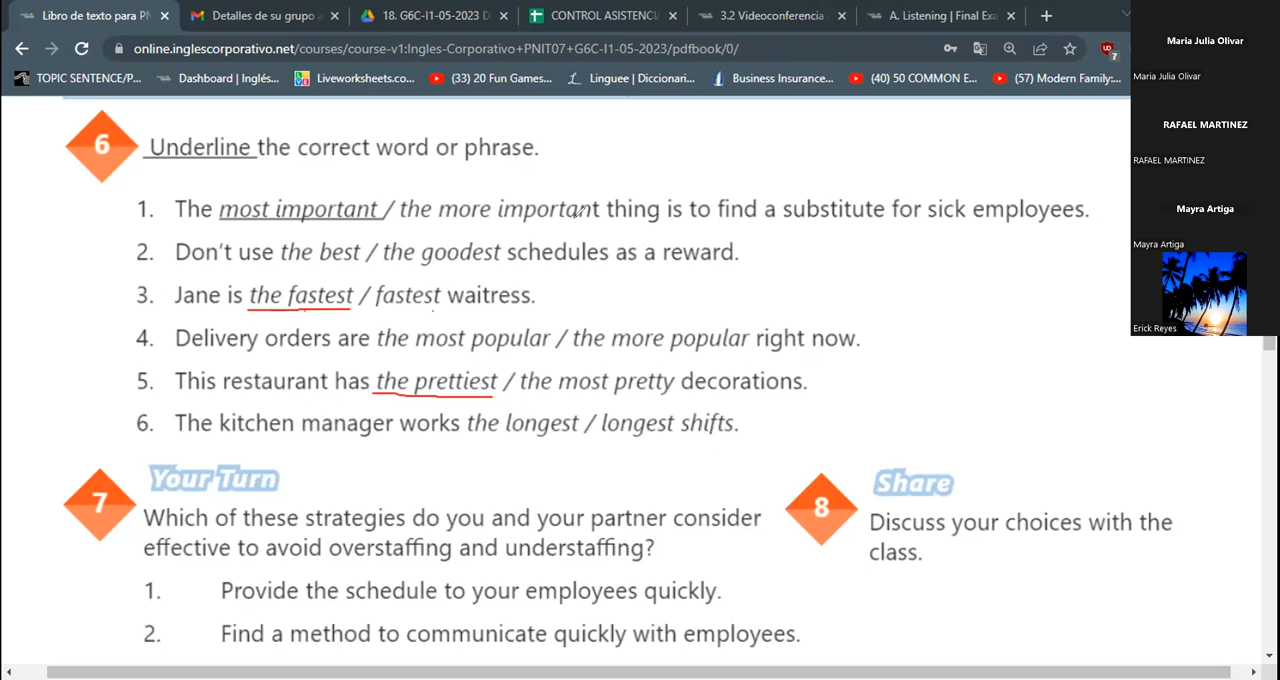 Libro de texto para PN
Detalles de su grupo a
18. G6C-I1-05-2023 D
CONTROL ASISTENCI
3.2 Videoconferencia
A. Listening | Final Exa
online.inglescorporativo.net/courses/course-v1:Ingles-Corporativo+PNIT07+G6C-I1-05-2023/pdfbook/0/
7
TOPIC SENTENCE/P...
Dashboard | Inglés...
Liveworksheets.co...
(33) 20 Fun Games...
Linguee | Diccionari...
Business Insurance...
(40) 50 COMMON E...
(57) Modern Family:...
Maria Julia Olivar
Maria Julia Olivar
RAFAEL MARTINEZ
RAFAEL MARTINEZ
Mayra Artiga
Mayra Artiga
Erick Reyes
6 Underline the correct word or phrase.
1. The most important / the more important thing is to find a substitute for sick employees.
2. Don't use the best / the goodest schedules as a reward.
3. Jane is the fastest / fastest waitress.
4. Delivery orders are the most popular / the more popular right now.
5. This restaurant has the prettiest / the most pretty decorations.
6. The kitchen manager works the longest / longest shifts.
7 Your Turn
Which of these strategies do you and your partner consider
effective to avoid overstaffing and understaffing?
1. Provide the schedule to your employees quickly.
2. Find a method to communicate quickly with employees.
8 Share
Discuss your choices with the
class.